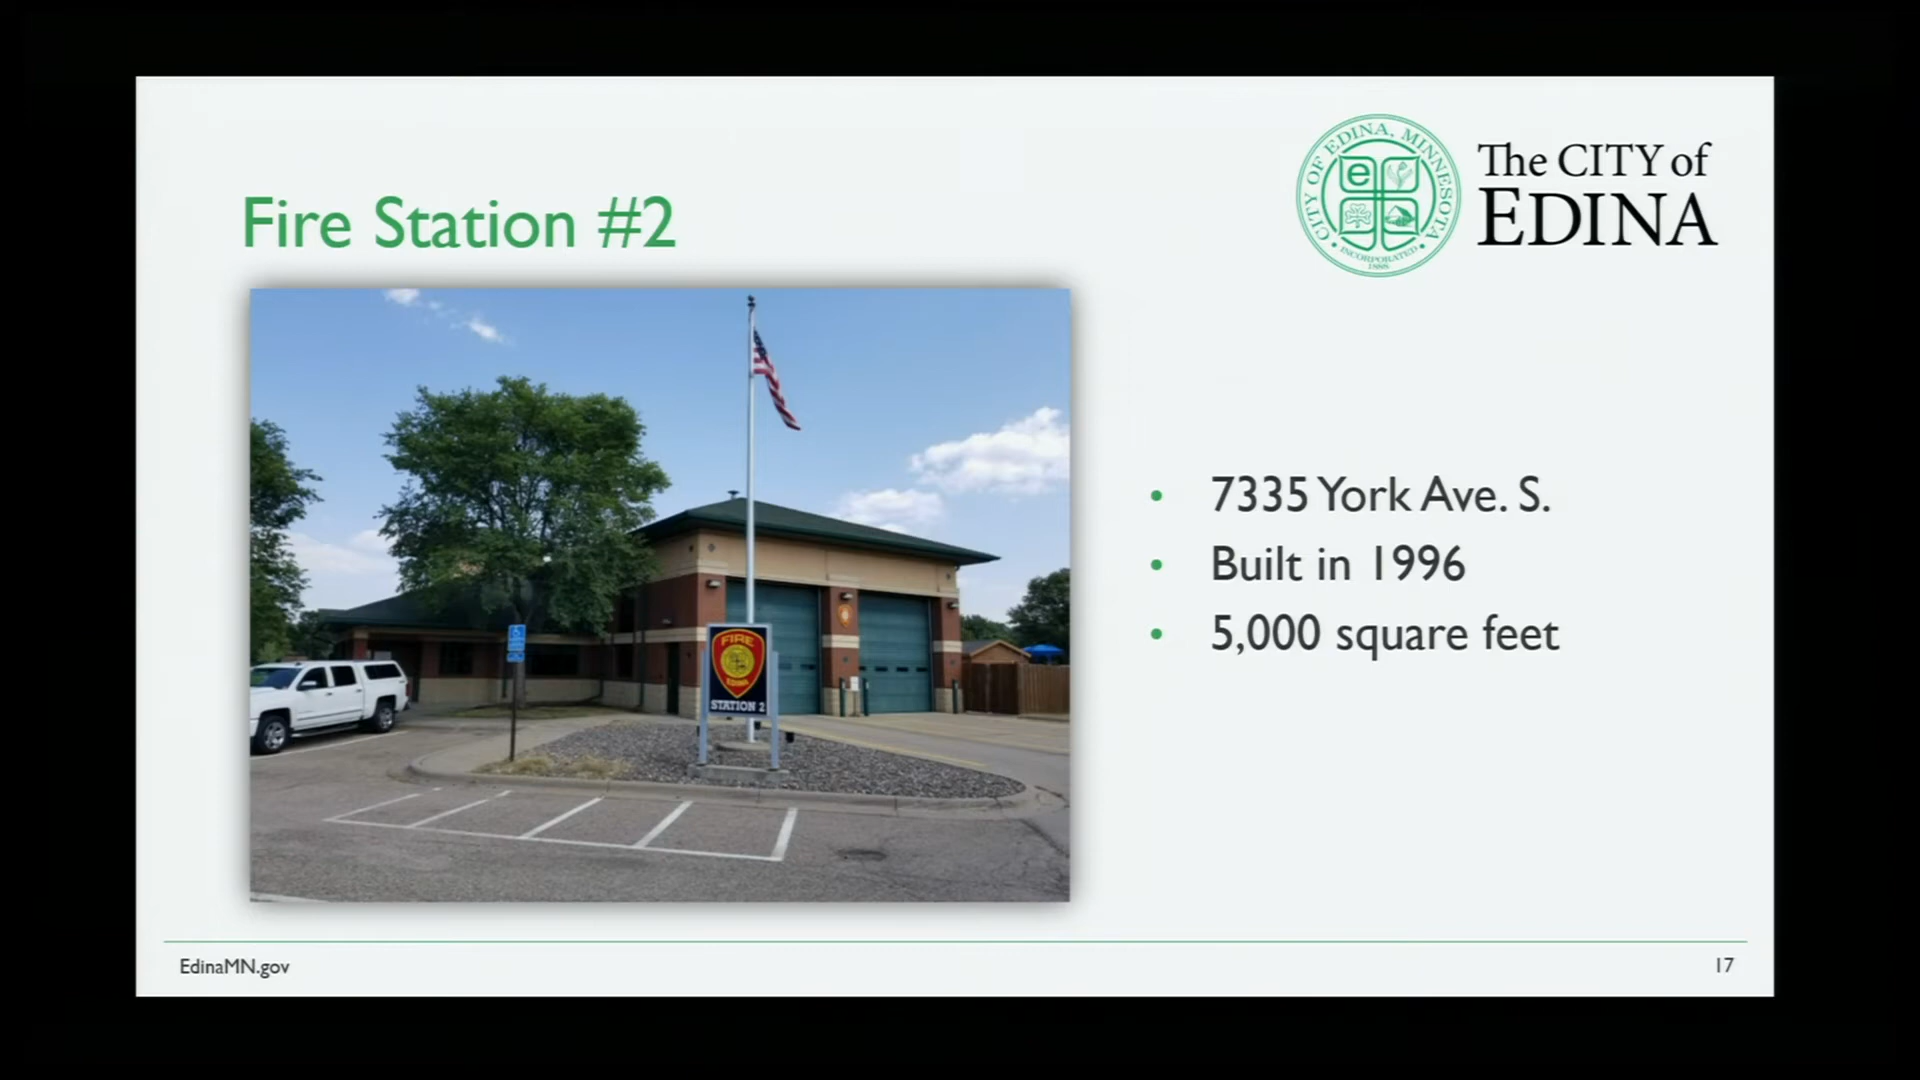 CITY OF EDINA, MINNESOTA
e
INCORPORATED
1888
The CITY of
EDINA
Fire Station #2
FIRE
EDINA
STATION 2
• 7335 York Ave. S.
• Built in 1996
• 5,000 square feet
EdinaMN.gov
17